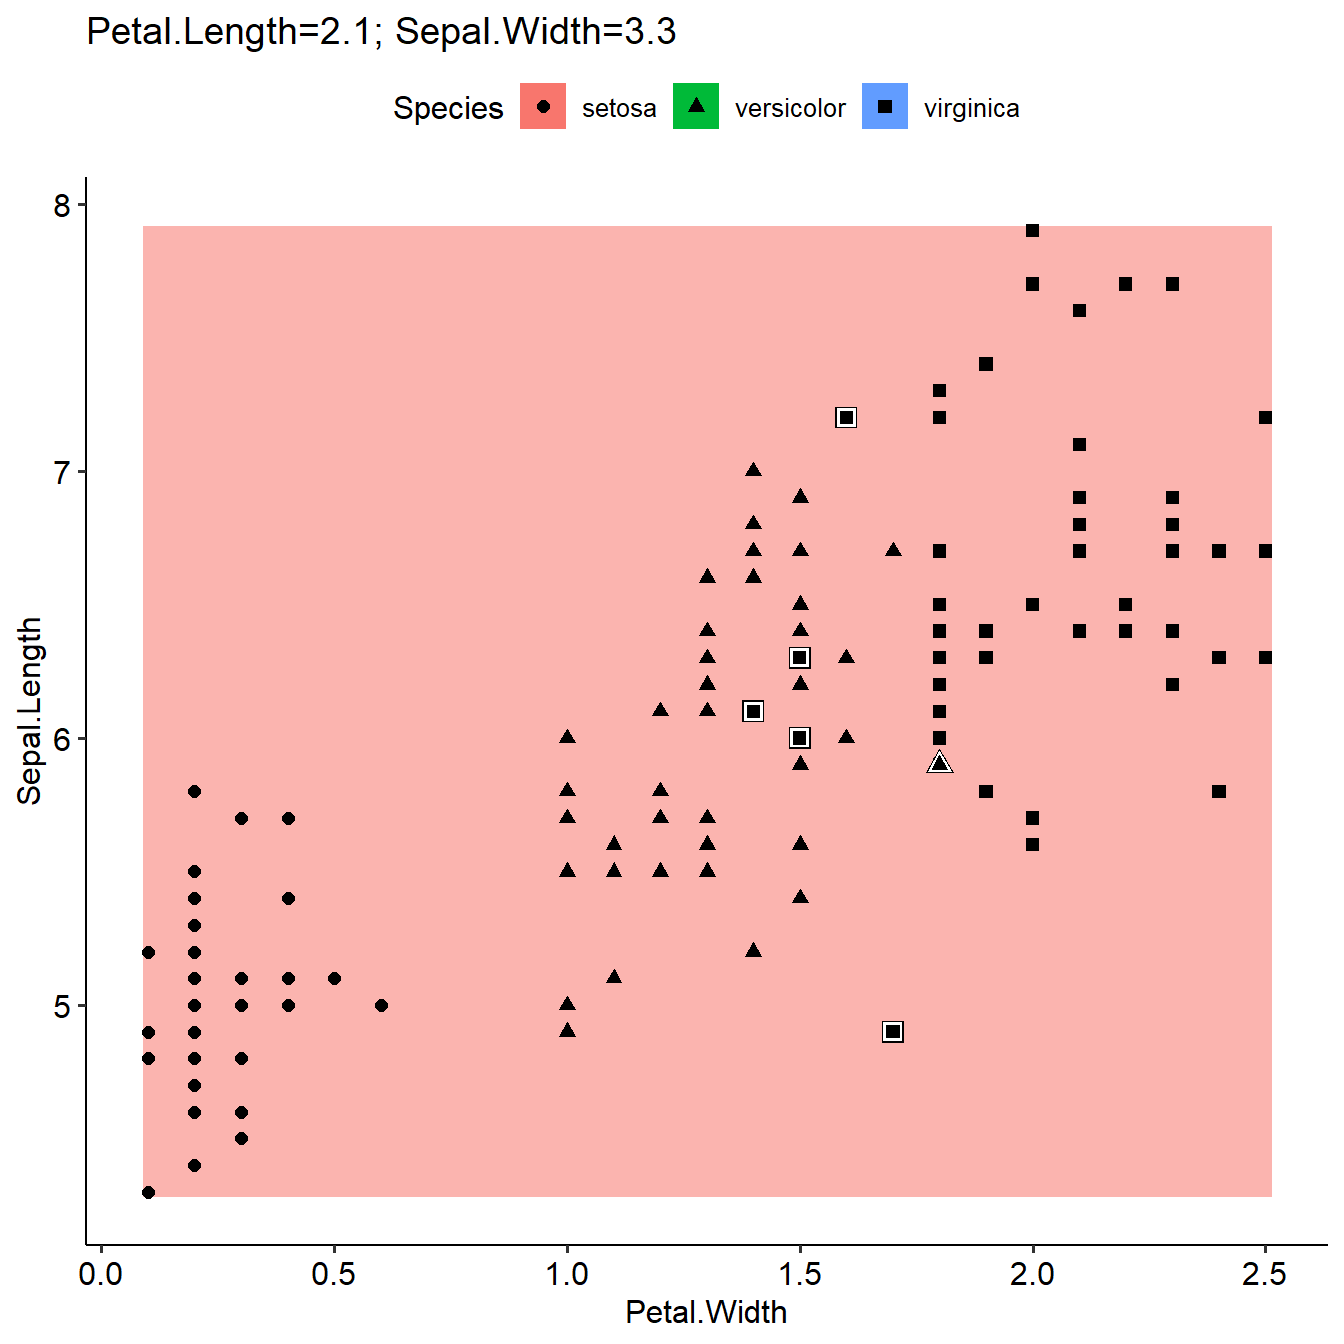 Petal.Length=2.1; Sepal.Width=3.3
Species setosa versicolor virginica
8
7
6
5
Sepal.Length
0.0 0.5 1.0 1.5 2.0 2.5
Petal.Width